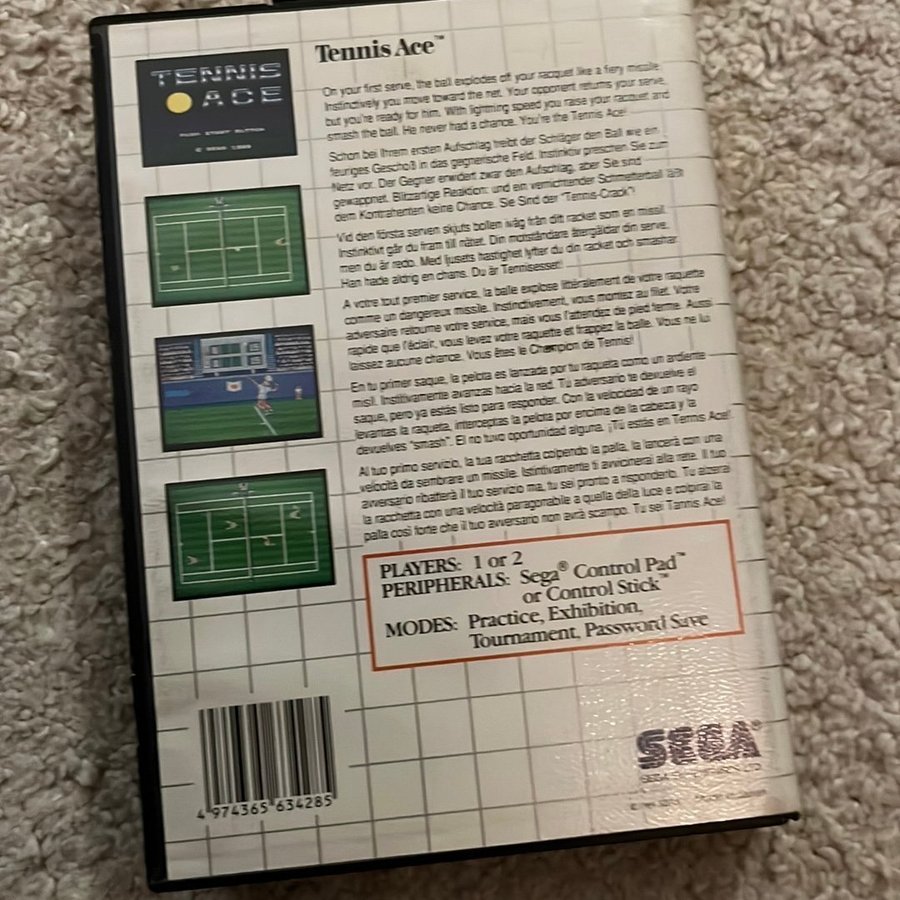 Tennis Ace™
TENNIS
ACE
PUSH START BUTTON
© SEGA 1989
On your first serve, the ball explodes off your racquet like a fiery missile.
Instinctively you move toward the net. Your opponent returns your serve,
but you're ready for him. With lightning speed you raise your racquet and
smash the ball. He never had a chance. You're the Tennis Ace!
Schon bei Ihrem ersten Aufschlag treibt der Schläger den Ball wie ein
feuriges Geschoß in das gegnerische Feld. Instinktiv preschen Sie zum
Netz vor. Der Gegner erwidert zwar den Aufschlag, aber Sie sind
gewappnet. Blitzartige Reaktion: und ein vernichtender Schmetterball läßt
dem Kontrahenten keine Chance. Sie Sind der "Tennis-Crack"!
Vid den första serven skjuts bollen iväg från ditt racket som en missil.
Instinktivt går du fram till nätet. Din motståndare återgäldar din serve,
men du är redo. Med ljusets hastighet lyfter du din racket och smashar.
Han hade aldrig en chans. Du är Tennisesset!
A votre tout premier service, la balle explose littéralement de votre raquette
comme un dangereux missile. Instinctivement, vous montez au filet. Votre
adversaire retourne votre service, mais vous l'attendez de pied ferme. Aussi
rapide que l'éclair, vous levez votre raquette et frappez la balle. Vous ne lui
laissez aucune chance. Vous êtes le Champion de Tennis!
En tu primer saque, la pelota es lanzada por tu raqueta como un ardiente
misil. Institivamente avanzas hacia la red. Tu adversario te devuelve el
saque, pero ya estás listo para responder. Con la velocidad de un rayo
levantas la raqueta, interceptas la pelota por encima de la cabeza y la
devuelves "smash". El no tuvo oportunidad alguna. ¡Tú estás en Termis Ace!
Al tuo primo servizio, la tua racchetta colpendo la palla, la lancerà con una
velocità da sembrare un missile. Istintivamente ti avvicinerai alla rete. Il tuo
avversario ribatterà il tuo servizio ma, tu sei pronto a risponderlo. Tu alzerai
la racchetta con una velocità paragonabile a quella della luce e colpirai la
palla così forte che il tuo avversario non avrà scampo. Tu sei Tannis Ace!
PLAYERS: 1 or 2
PERIPHERALS: Sega® Control Pad™
or Control Stick™
MODES: Practice, Exhibition,
Tournament, Password Save
4 974365 634285
SEGA®